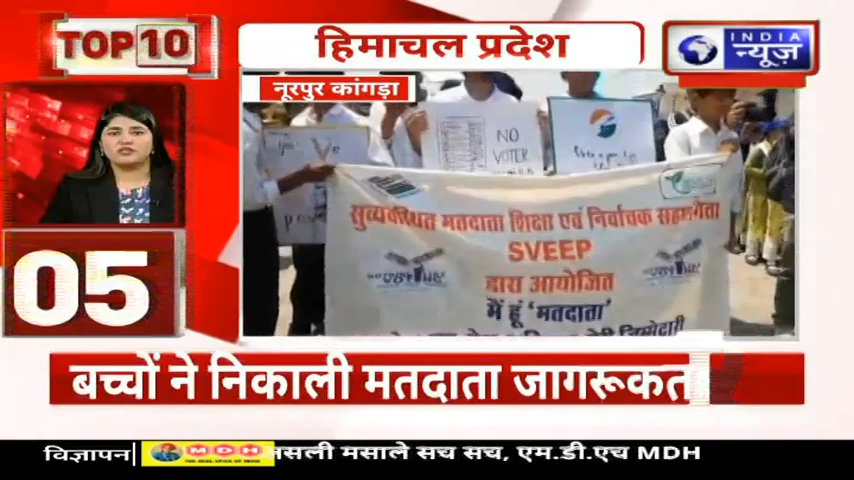 TOP 10
हिमाचल प्रदेश
INDIA
न्यूज़
नूरपुर कांगड़ा
NO
VOTER
सुव्यवस्थित मतदाता शिक्षा एवं निर्वाचक सहभागिता
SVEEP
द्वारा आयोजित
मैं हूं 'मतदाता'
05
बच्चों ने निकाली मतदाता जागरूकत
विज्ञापन
MDH
असली मसाले सच सच, एम.डी.एच MDH